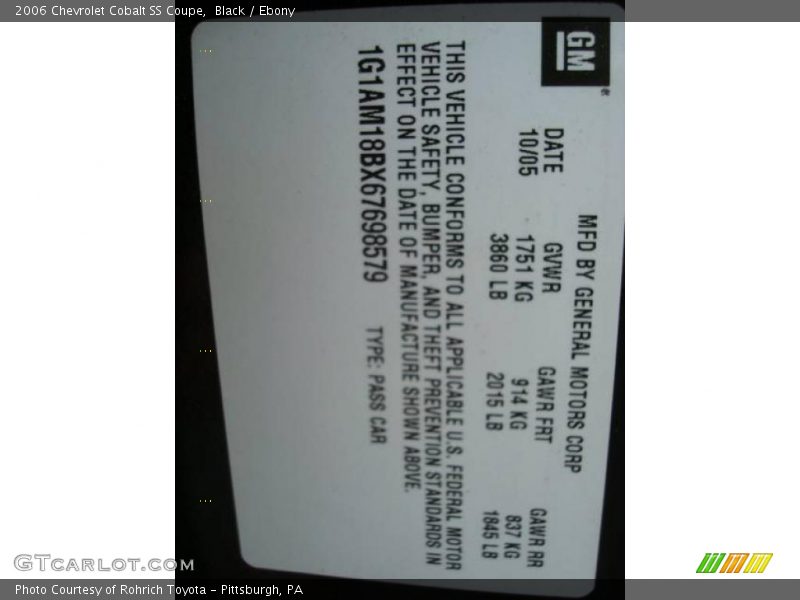 2006 Chevrolet Cobalt SS Coupe,  Black / Ebony
GM
MFD BY GENERAL MOTORS CORP
DATE GVWR GAWR FRT GAWR RR
10/05 1751 KG 914 KG 837 KG
3860 LB 2015 LB 1845 LB
THIS VEHICLE CONFORMS TO ALL APPLICABLE U.S. FEDERAL MOTOR
VEHICLE SAFETY, BUMPER, AND THEFT PREVENTION STANDARDS IN
EFFECT ON THE DATE OF MANUFACTURE SHOWN ABOVE.
1G1AM18BX67698579 TYPE: PASS CAR
GTCARLOT.COM
Photo Courtesy of Rohrich Toyota - Pittsburgh, PA